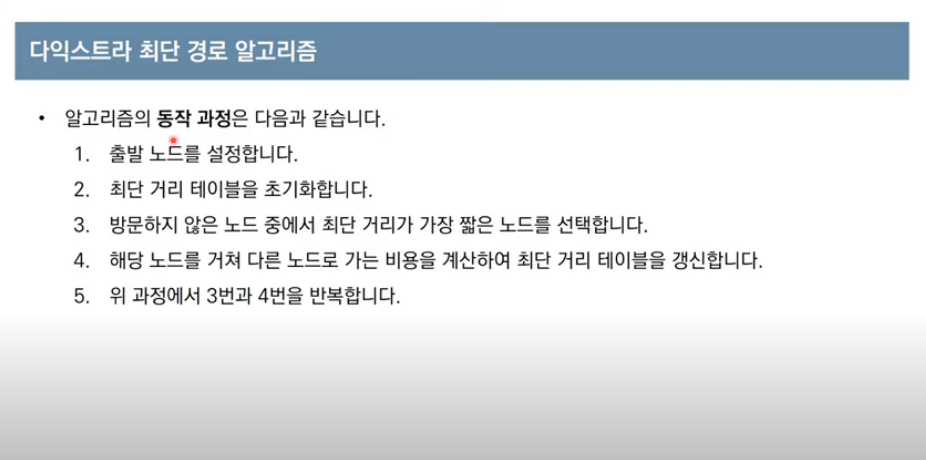 다익스트라 최단 경로 알고리즘
• 알고리즘의 동작 과정은 다음과 같습니다.
1. 출발 노드를 설정합니다.
2. 최단 거리 테이블을 초기화합니다.
3. 방문하지 않은 노드 중에서 최단 거리가 가장 짧은 노드를 선택합니다.
4. 해당 노드를 거쳐 다른 노드로 가는 비용을 계산하여 최단 거리 테이블을 갱신합니다.
5. 위 과정에서 3번과 4번을 반복합니다.